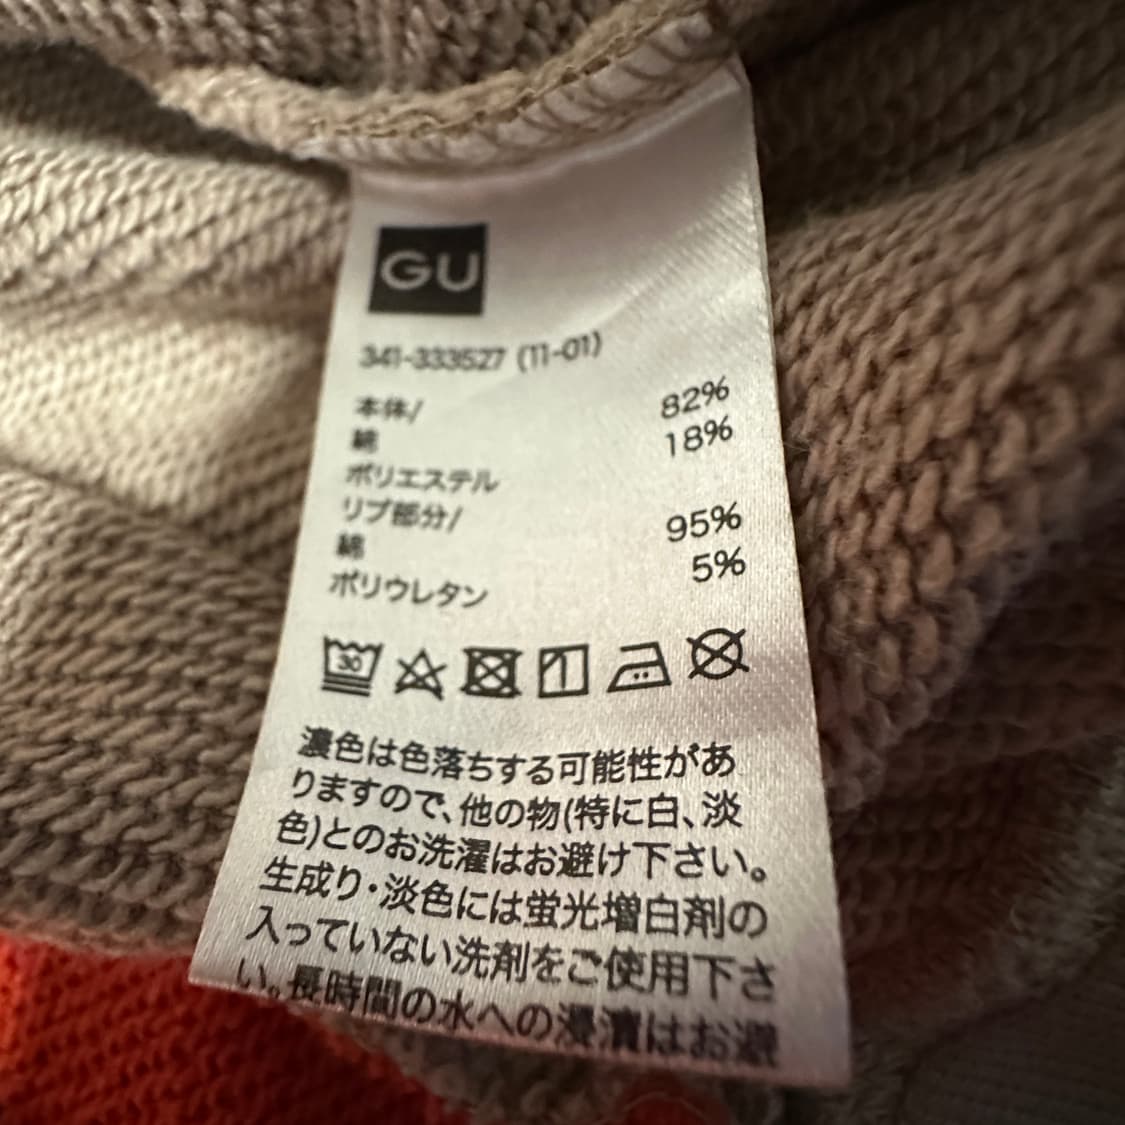 GU
341-333527 (11-01)
本体/
綿 82%
ポリエステル 18%
リブ部分/
綿 95%
ポリウレタン 5%
30
濃色は色落ちする可能性があ
りますので、他の物(特に白、淡
色)とのお洗濯はお避け下さい。
生成り・淡色には蛍光増白剤の
入っていない洗剤をご使用下さ
い。長時間の水への浸漬はお避